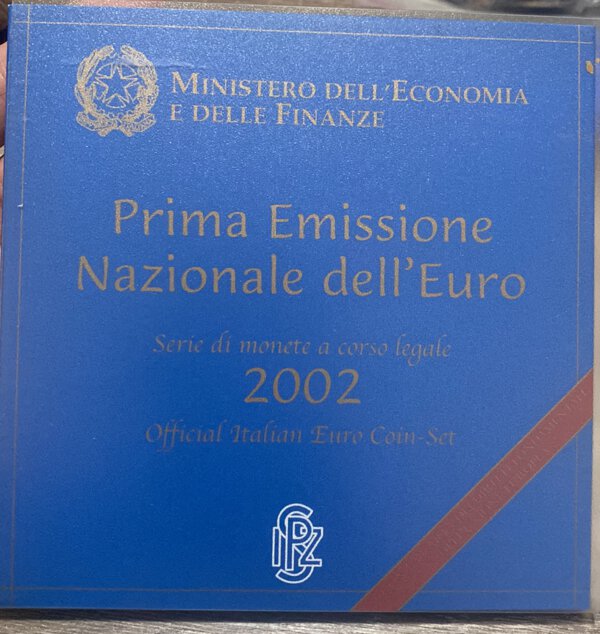 MINISTERO DELL'ECONOMIA
E DELLE FINANZE
Prima Emissione
Nazionale dell'Euro
Serie di monete a corso legale
2002
Official Italian Euro Coin-Set
IPZS